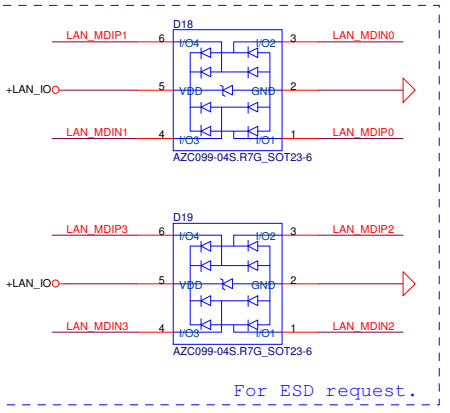 D18
LAN_MDIP1 6 I/O4 I/O2 3 LAN_MDIN0
+LAN_IO 5 VDD GND 2
LAN_MDIN1 4 I/O3 I/O1 1 LAN_MDIP0
AZC099-04S.R7G_SOT23-6
D19
LAN_MDIP3 6 I/O4 I/O2 3 LAN_MDIP2
+LAN_IO 5 VDD GND 2
LAN_MDIN3 4 I/O3 I/O1 1 LAN_MDIN2
AZC099-04S.R7G_SOT23-6
For ESD request.